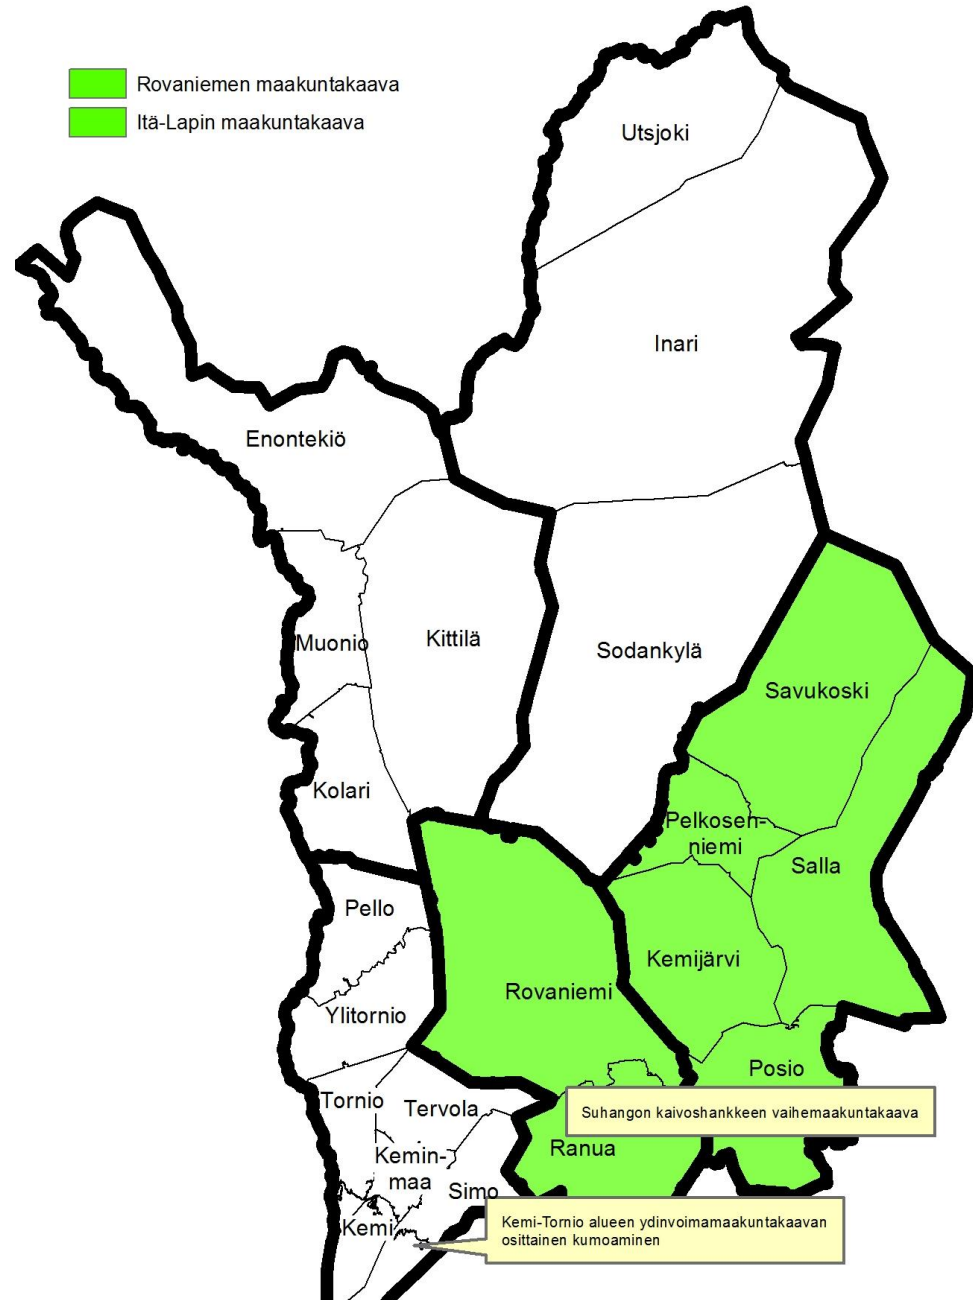 Rovaniemen maakuntakaava
Itä-Lapin maakuntakaava
Utsjoki
Inari
Enontekiö
Muonio
Kittilä
Sodankylä
Savukoski
Kolari
Pelkosen-
niemi
Salla
Pello
Kemijärvi
Rovaniemi
Ylitornio
Posio
Tornio
Tervola
Suhangon kaivoshankkeen vaihemaakuntakaava
Ranua
Kemin-
maa
Simo
Kemi
Kemi-Tornio alueen ydinvoimamaakuntakaavan
osittainen kumoaminen